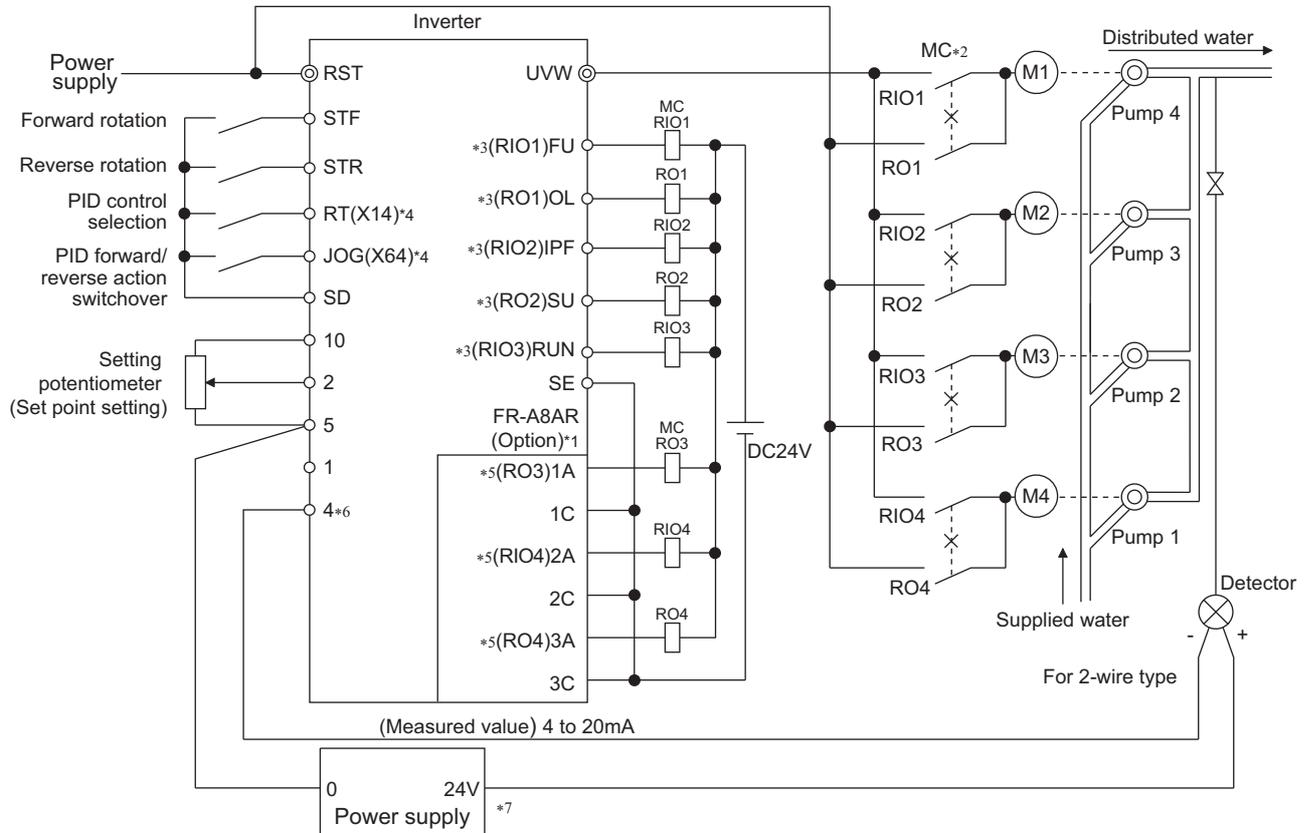 Inverter
Power
supply
RST
Forward rotation
STF
Reverse rotation
STR
PID control
selection
RT(X14)*4
PID forward/
reverse action
switchover
JOG(X64)*4
SD
10
Setting
potentiometer
(Set point setting)
2
5
1
4*6
UVW
*3(RIO1)FU
*3(RO1)OL
*3(RIO2)IPF
*3(RO2)SU
*3(RIO3)RUN
SE
FR-A8AR
(Option)*1
*5(RO3)1A
1C
*5(RIO4)2A
2C
*5(RO4)3A
3C
MC
RIO1
RO1
RIO2
RO2
RIO3
MC
RO3
RIO4
RO4
DC24V
MC*2
RIO1
RO1
RIO2
RO2
RIO3
RO3
RIO4
RO4
M1
M2
M3
M4
Distributed water
Pump 4
Pump 3
Pump 2
Pump 1
Supplied water
Detector
- +
For 2-wire type
(Measured value) 4 to 20mA
0 24V
Power supply
*7